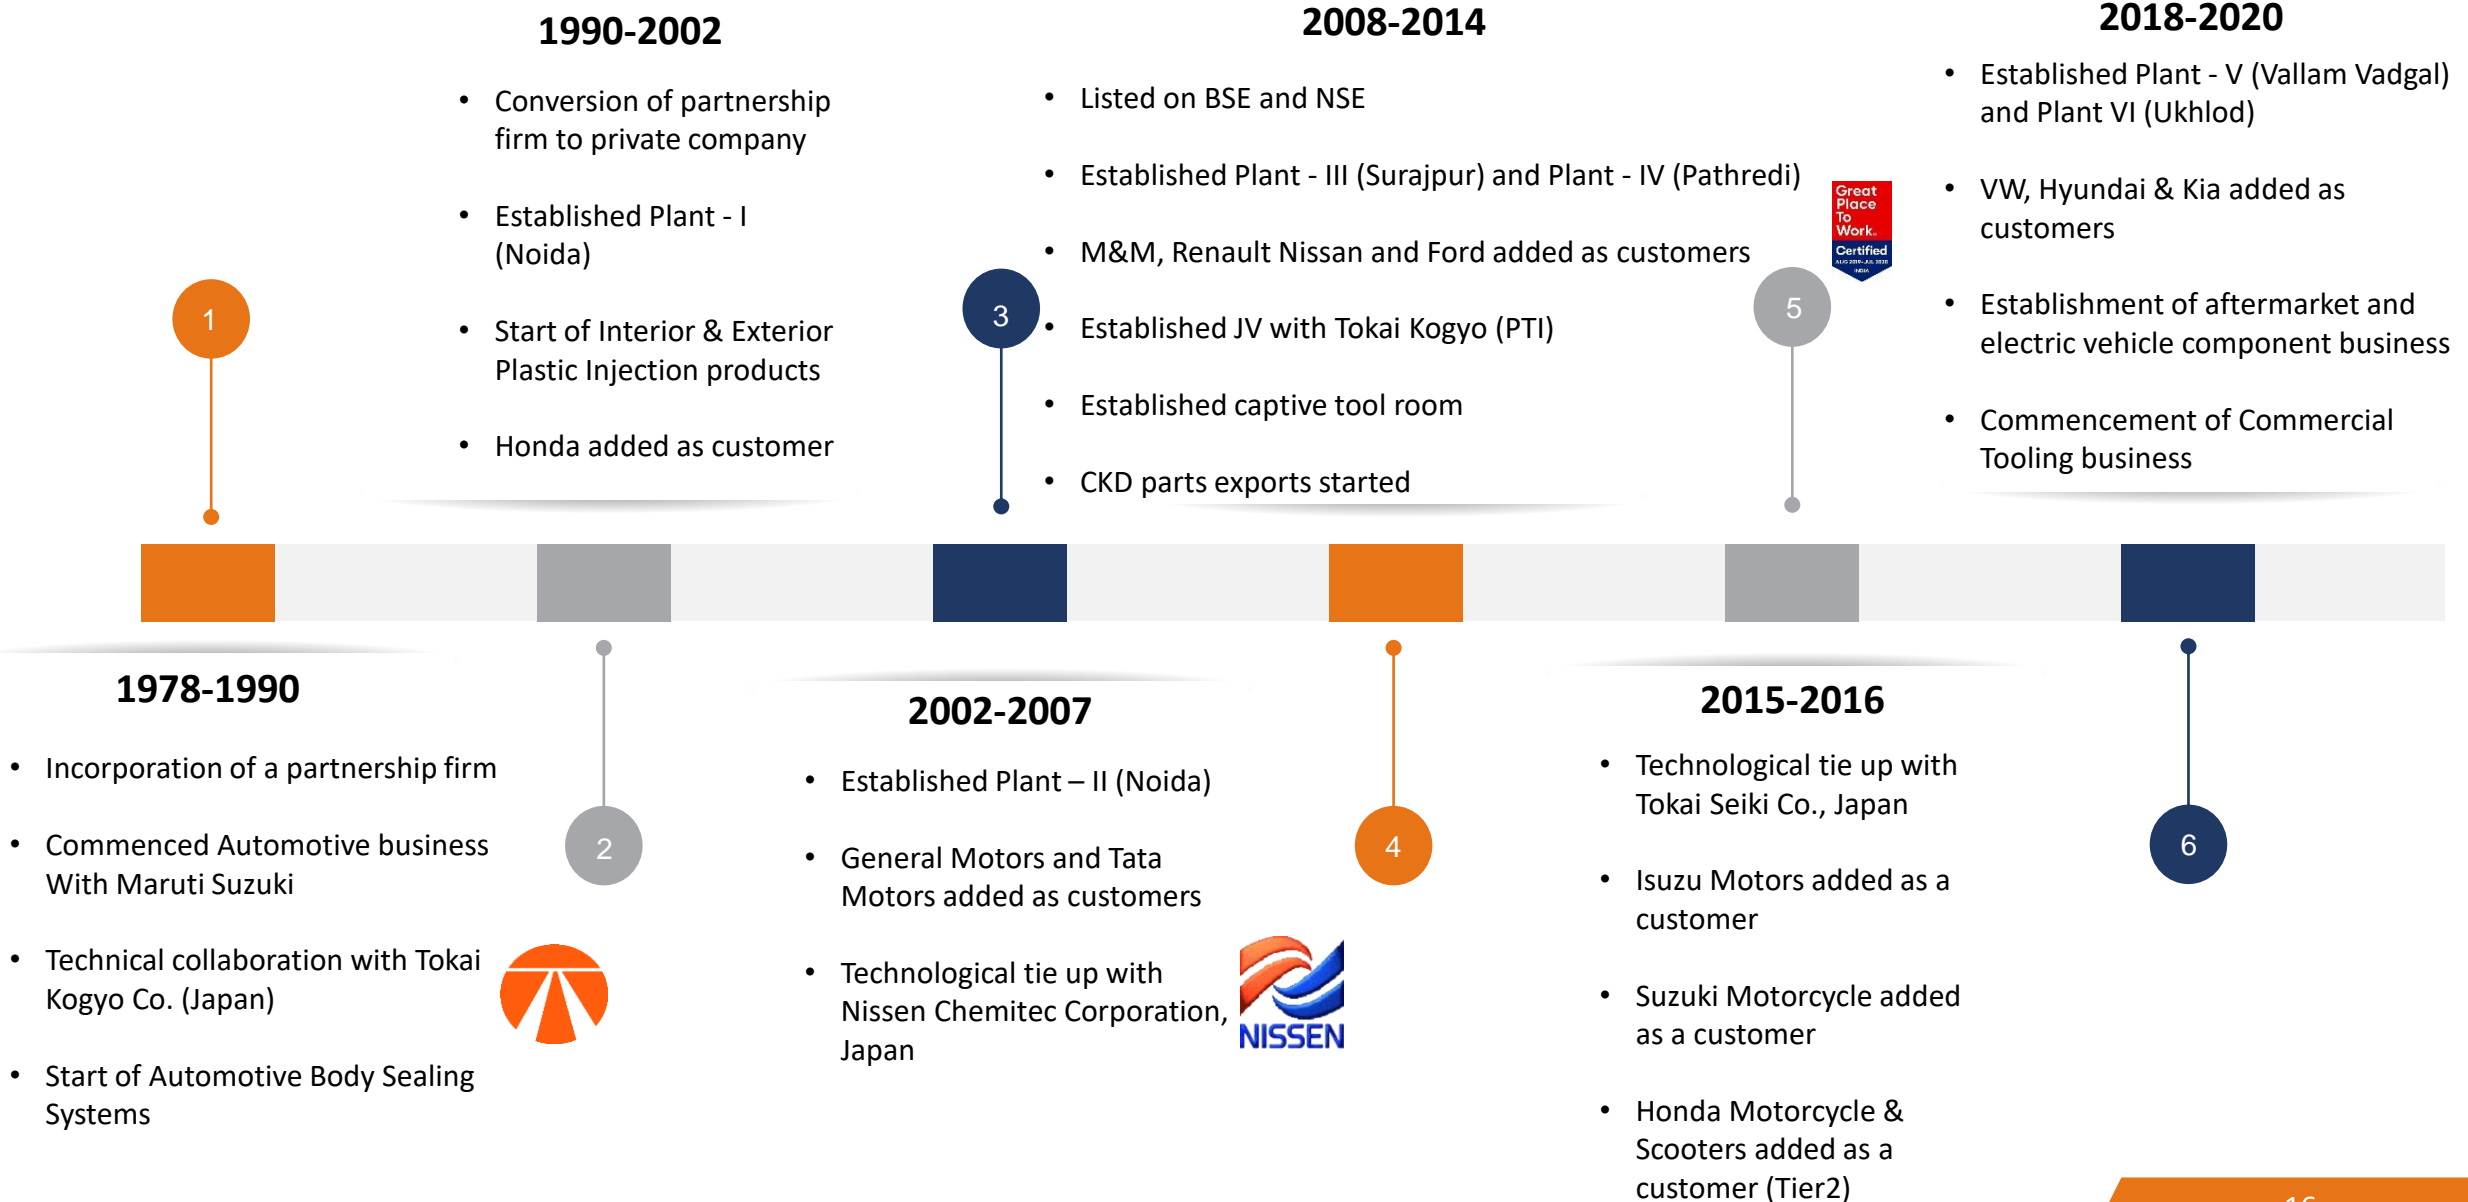 1990-2002
• Conversion of partnership
firm to private company
• Established Plant - I
(Noida)
• Start of Interior & Exterior
Plastic Injection products
• Honda added as customer
2008-2014
• Listed on BSE and NSE
• Established Plant - III (Surajpur) and Plant - IV (Pathredi)
• M&M, Renault Nissan and Ford added as customers
• Established JV with Tokai Kogyo (PTI)
• Established captive tool room
• CKD parts exports started
Great
Place
To
Work.
Certified
AUG 2019-JUL 2020
INDIA
2018-2020
• Established Plant - V (Vallam Vadgal)
and Plant VI (Ukhlod)
• VW, Hyundai & Kia added as
customers
• Establishment of aftermarket and
electric vehicle component business
• Commencement of Commercial
Tooling business
1
3
5
1978-1990
• Incorporation of a partnership firm
• Commenced Automotive business
With Maruti Suzuki
• Technical collaboration with Tokai
Kogyo Co. (Japan)
• Start of Automotive Body Sealing
Systems
2
2002-2007
• Established Plant – II (Noida)
• General Motors and Tata
Motors added as customers
• Technological tie up with
Nissen Chemitec Corporation,
Japan
NISSEN
4
2015-2016
• Technological tie up with
Tokai Seiki Co., Japan
• Isuzu Motors added as a
customer
• Suzuki Motorcycle added
as a customer
• Honda Motorcycle &
Scooters added as a
customer (Tier2)
6
16